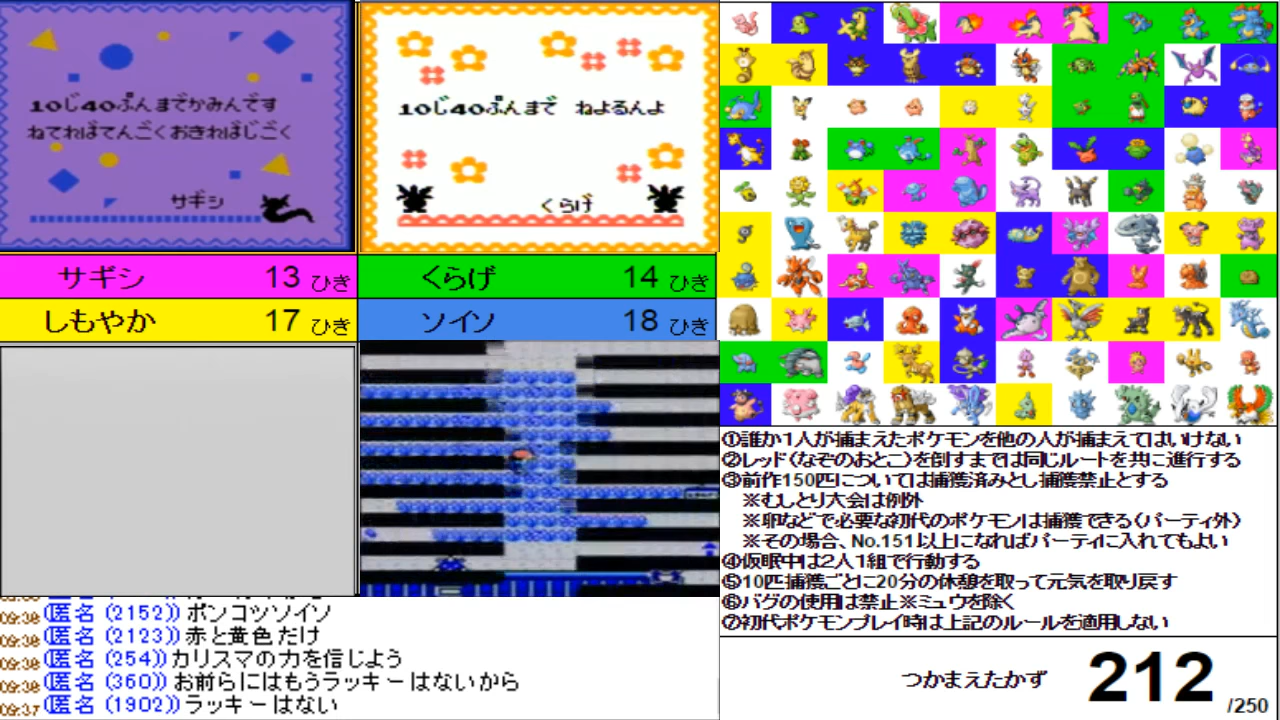 10じ40ぷんまでかみんです
ねてればてんごくおきればじごく
サギシ
10じ40ぷんまで ねよるんよ
くらげ
サギシ 13 ひき
くらげ 14 ひき
しもやか 17 ひき
ソイソ 18 ひき
09:38 (匿名 (2152)) ポンコツソイソ
09:38 (匿名 (2123)) 赤と黄色だけ
09:38 (匿名 (254)) カリスマの力を信じよう
09:38 (匿名 (360)) お前らにはもうラッキーはないから
09:37 (匿名 (1902)) ラッキーはない
①誰か1人が捕まえたポケモンを他の人が捕まえてはいけない
②レッド(なぞのおとこ)を倒すまでは同じルートを共に進行する
③前作150匹については捕獲済みとし捕獲禁止とする
※むしとり大会は例外
※卵などで必要な初代のポケモンは捕獲できる(パーティ外)
※その場合、No.151以上になればパーティに入れてもよい
④仮眠中は2人1組で行動する
⑤10匹捕獲ごとに20分の休憩を取って元気を取り戻す
⑥バグの使用は禁止※ミュウを除く
⑦初代ポケモンプレイ時は上記のルールを適用しない
つかまえたかず 212 /250